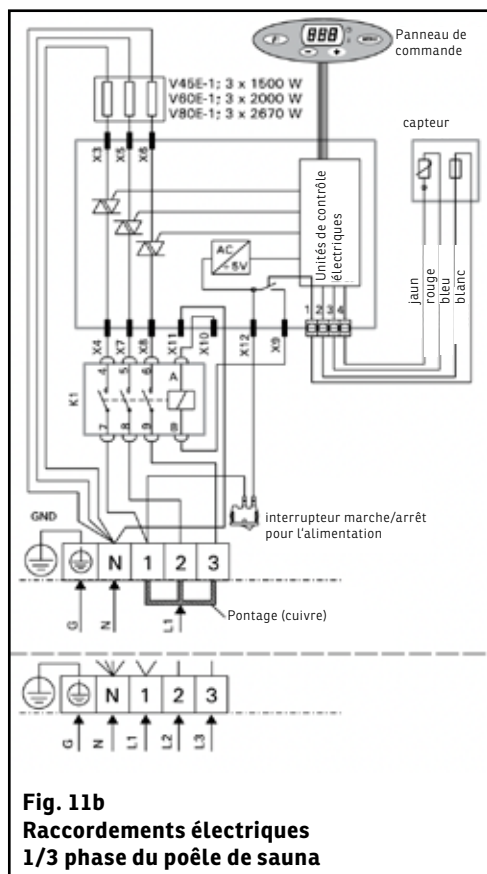 888
MENU
Panneau de
commande
V45E-1; 3 x 1500 W
V60E-1; 3 x 2000 W
V80E-1; 3 x 2670 W
capteur
X3
X5
X6
Unités de contrôle
électriques
AC
+5V
jaun
rouge
bleu
blanc
1 2 3 4
X4
X7
X8
X11
X10
X12
X9
4
5
6
A
K1
7
8
9
B
interrupteur marche/arrêt
pour l'alimentation
GND
N 1 2 3
Pontage (cuivre)
G
N
L1
N 1 2 3
G
N
L1
L2
L3
Fig. 11b
Raccordements électriques
1/3 phase du poêle de sauna